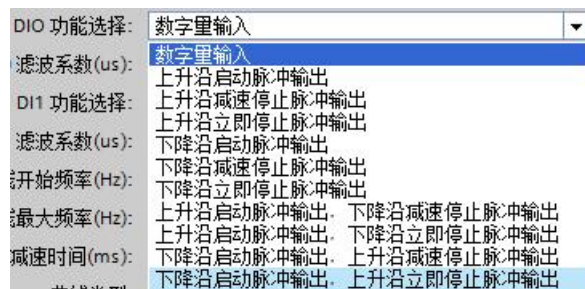 DI0 功能选择: 数字里输入
滤波系数(us): 数字里输入
上升沿启动脉冲输出
DI1 功能选择: 上升沿减速停止脉冲输出
上升沿立即停止脉冲输出
滤波系数(us): 下降沿启动脉冲输出
下降沿减速停止脉冲输出
开始频率(Hz): 下降沿立即停止脉冲输出
最大频率(Hz): 上升沿启动脉冲输出，下降沿减速停止脉冲输出
上升沿启动脉冲输出，下降沿立即停止脉冲输出
减速时间(ms): 下降沿启动脉冲输出，上升沿减速停止脉冲输出
下降沿启动脉冲输出，上升沿立即停止脉冲输出